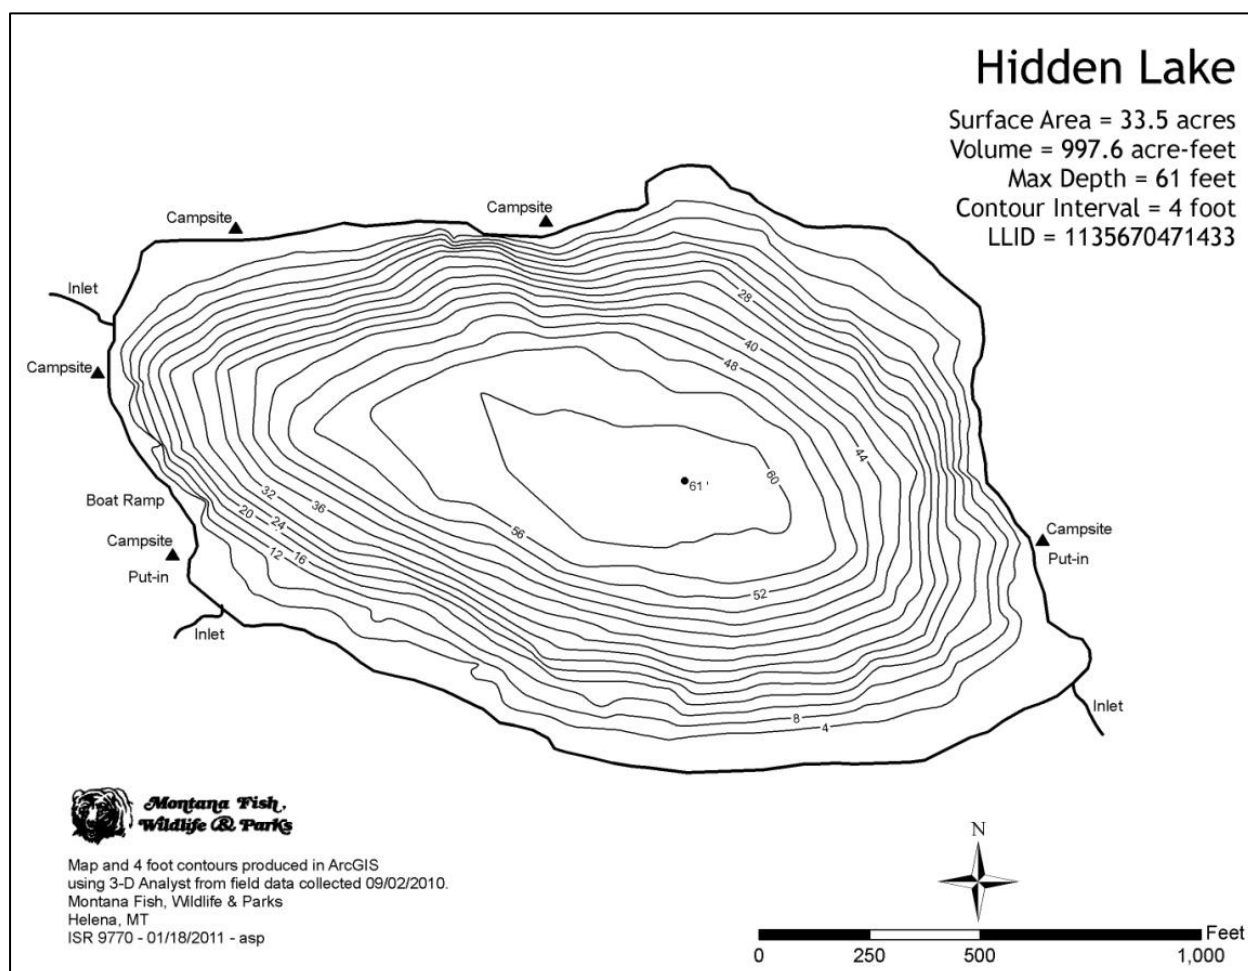 Hidden Lake
Surface Area = 33.5 acres
Volume = 997.6 acre-feet
Max Depth = 61 feet
Contour Interval = 4 foot
LLID = 1135670471433
Campsite
Campsite
Inlet
Campsite
28
40
48
44
60
61 '
32
36
20
24
12
16
56
52
Boat Ramp
Campsite
Put-in
Inlet
Campsite
Put-in
Inlet
8
4
Montana Fish,
Wildlife & Parks
Map and 4 foot contours produced in ArcGIS
using 3-D Analyst from field data collected 09/02/2010.
Montana Fish, Wildlife & Parks
Helena, MT
ISR 9770 - 01/18/2011 - asp
N
Feet
0 250 500 1,000